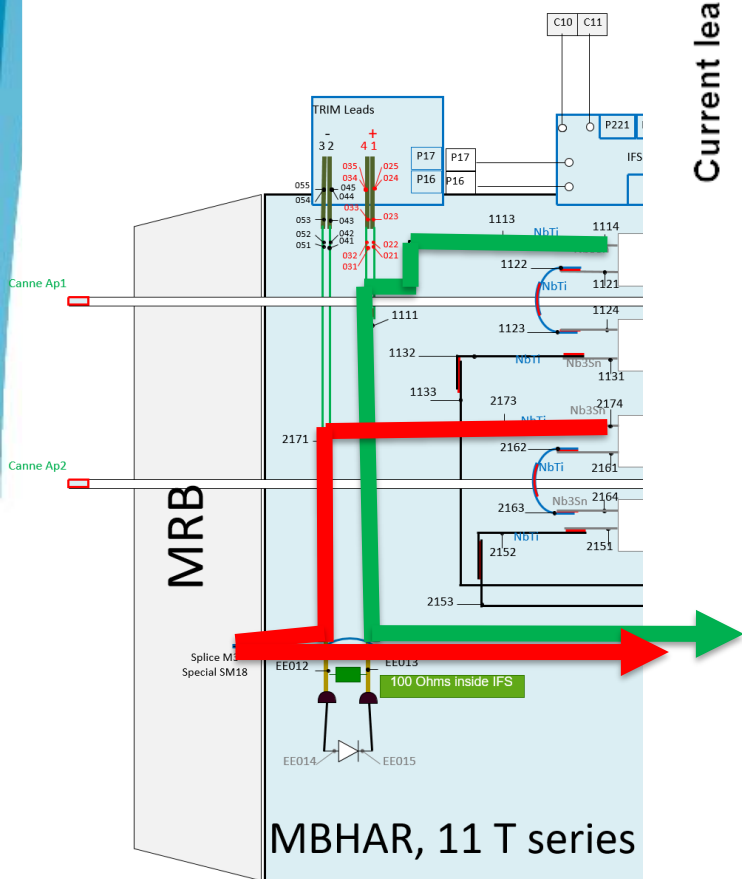 C10 C11
Current lea
TRIM Leads
P221
- +
3 2 4 1
P17 P17
P16 P16
IFS
035 025
034 024
055 045
054 044
033 023
053 043
052 042
051 041
032 022
031 021
1113
NbTi
1114
1122
NbTi
1121
Canne Ap1
1111
1124
1123
1132
NbTi
Nb3Sn
1131
1133
2173
NbTi
Nb3Sn
2174
2171
2162
NbTi
2161
Canne Ap2
2163
Nb3Sn
2164
NbTi
2152
2151
MRB
2153
Splice M3
Special SM18
EE012 EE013
100 Ohms inside IFS
EE014 EE015
MBHAR, 11 T series